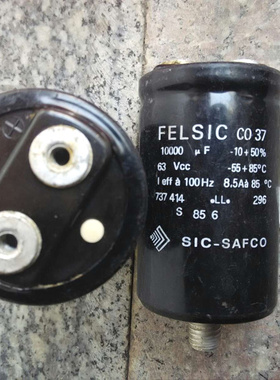 FELSIC CO 37
10000 µF -10+50%
63 Vcc -55+85°C
I eff à 100Hz 8.5A à 85 °C
737 414 •LL• 296
S 85 6
SIC-SAFCO
+